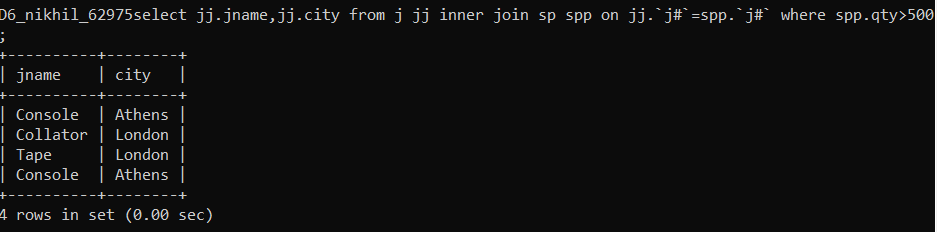 D6_nikhil_62975select jj.jname,jj.city from j jj inner join sp spp on jj.`j#`=spp.`j#` where spp.qty>500
;
+----------+--------+
| jname    | city   |
+----------+--------+
| Console  | Athens |
| Collator | London |
| Tape     | London |
| Console  | Athens |
+----------+--------+
4 rows in set (0.00 sec)